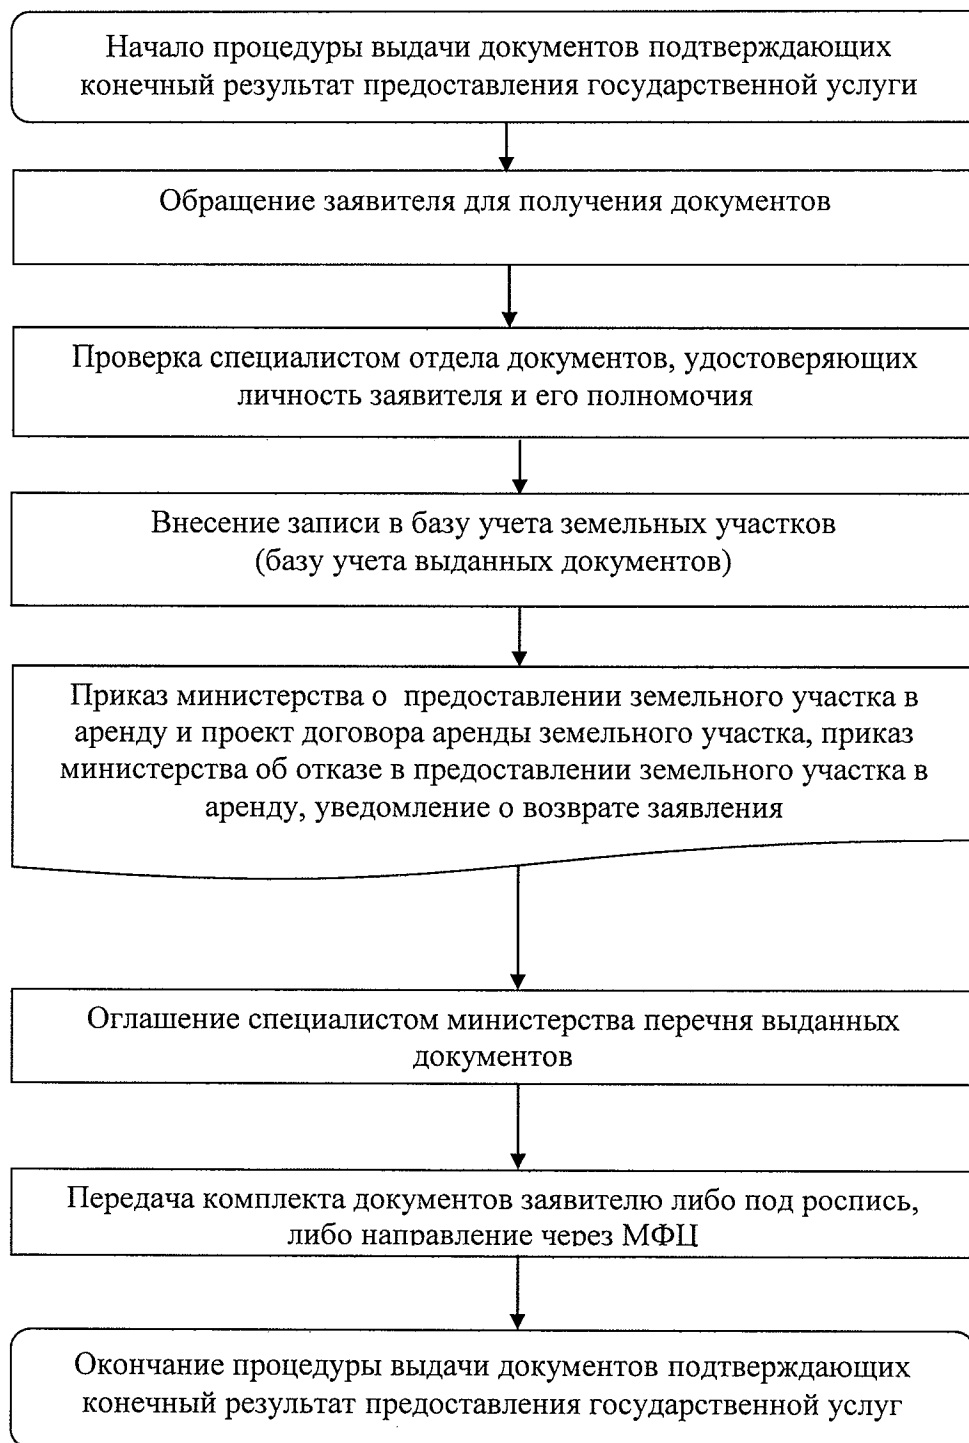 Начало процедуры выдачи документов подтверждающих
конечный результат предоставления государственной услуги
Обращение заявителя для получения документов
Проверка специалистом отдела документов, удостоверяющих
личность заявителя и его полномочия
Внесение записи в базу учета земельных участков
(базу учета выданных документов)
Приказ министерства о предоставлении земельного участка в
аренду и проект договора аренды земельного участка, приказ
министерства об отказе в предоставлении земельного участка в
аренду, уведомление о возврате заявления
Оглашение специалистом министерства перечня выданных
документов
Передача комплекта документов заявителю либо под роспись,
либо направление через МФЦ
Окончание процедуры выдачи документов подтверждающих
конечный результат предоставления государственной услуг